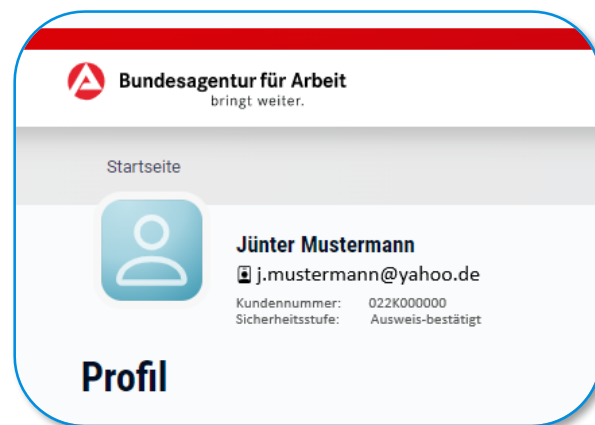 Bundesagentur für Arbeit
bringt weiter.
Startseite
Jünter Mustermann
j.mustermann@yahoo.de
Kundennummer: 022K000000
Sicherheitsstufe: Ausweis-bestätigt
Profil